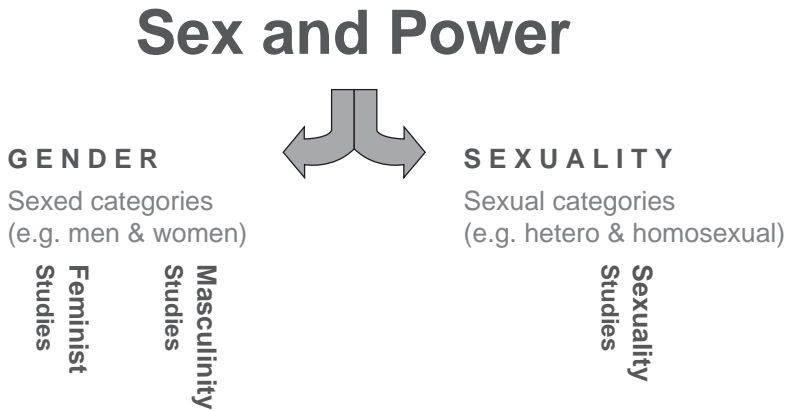 Sex and Power
GENDER
Sexed categories
(e.g. men & women)
Feminist
Studies
Masculinity
Studies
SEXUALITY
Sexual categories
(e.g. hetero & homosexual)
Sexuality
Studies